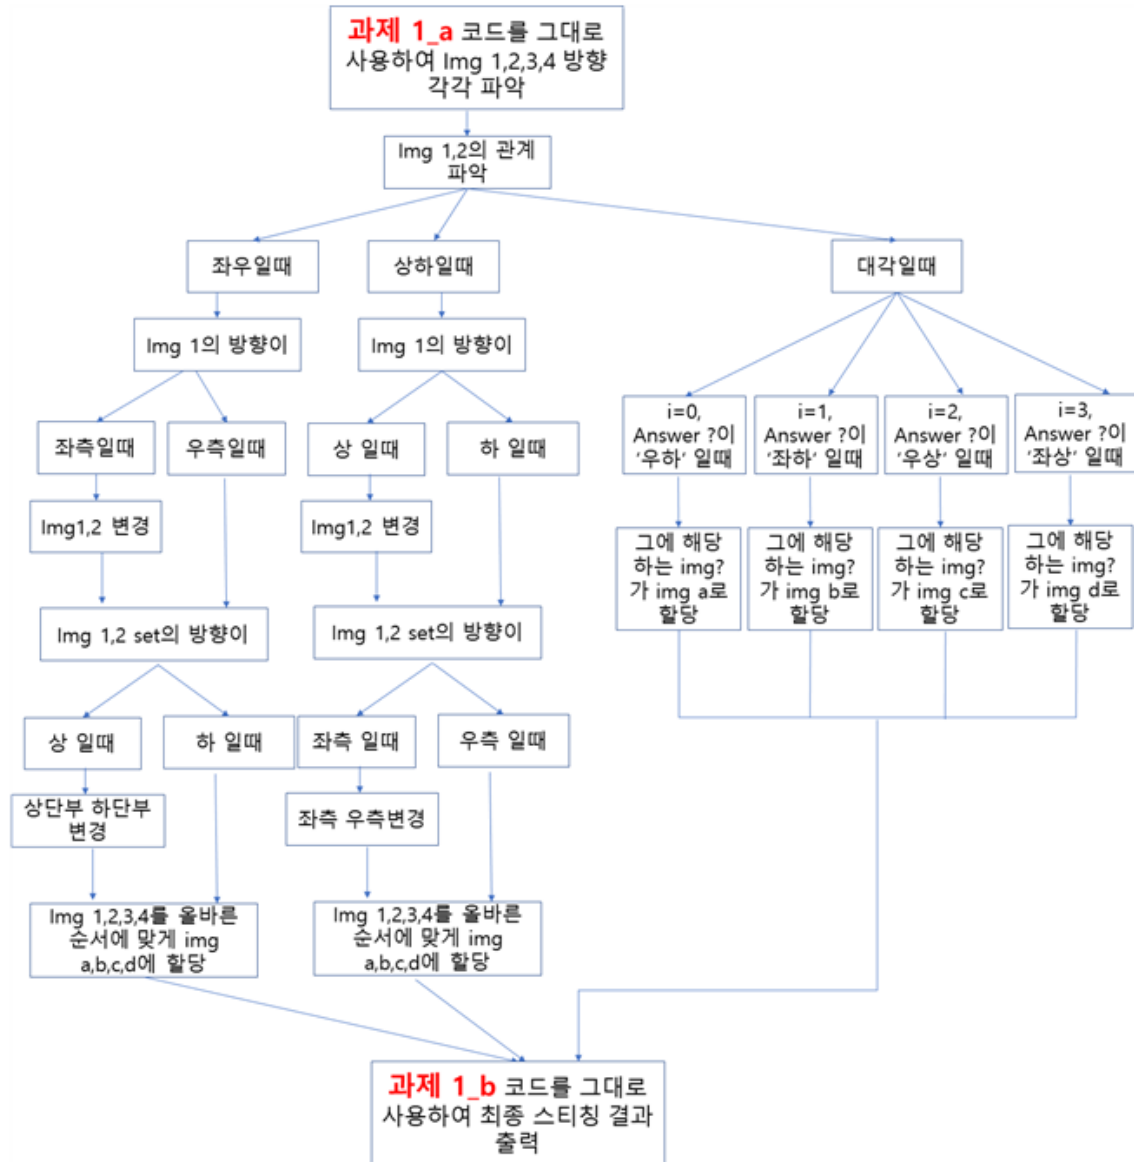 과제 1_a 코드를 그대로
사용하여 Img 1,2,3,4 방향
각각 파악
Img 1,2의 관계
파악
좌우일때
상하일때
대각일때
Img 1의 방향이
Img 1의 방향이
좌측일때
우측일때
상 일때
하 일때
i=0,
Answer ?이
‘우하’ 일때
i=1,
Answer ?이
‘좌하’ 일때
i=2,
Answer ?이
‘우상’ 일때
i=3,
Answer ?이
‘좌상’ 일때
Img1,2 변경
Img1,2 변경
그에 해당
하는 img?
가 img a로
할당
그에 해당
하는 img?
가 img b로
할당
그에 해당
하는 img?
가 img c로
할당
그에 해당
하는 img?
가 img d로
할당
Img 1,2 set의 방향이
Img 1,2 set의 방향이
상 일때
하 일때
좌측 일때
우측 일때
상단부 하단부
변경
좌측 우측변경
Img 1,2,3,4를 올바른
순서에 맞게 img
a,b,c,d에 할당
Img 1,2,3,4를 올바른
순서에 맞게 img
a,b,c,d에 할당
과제 1_b 코드를 그대로
사용하여 최종 스티칭 결과
출력